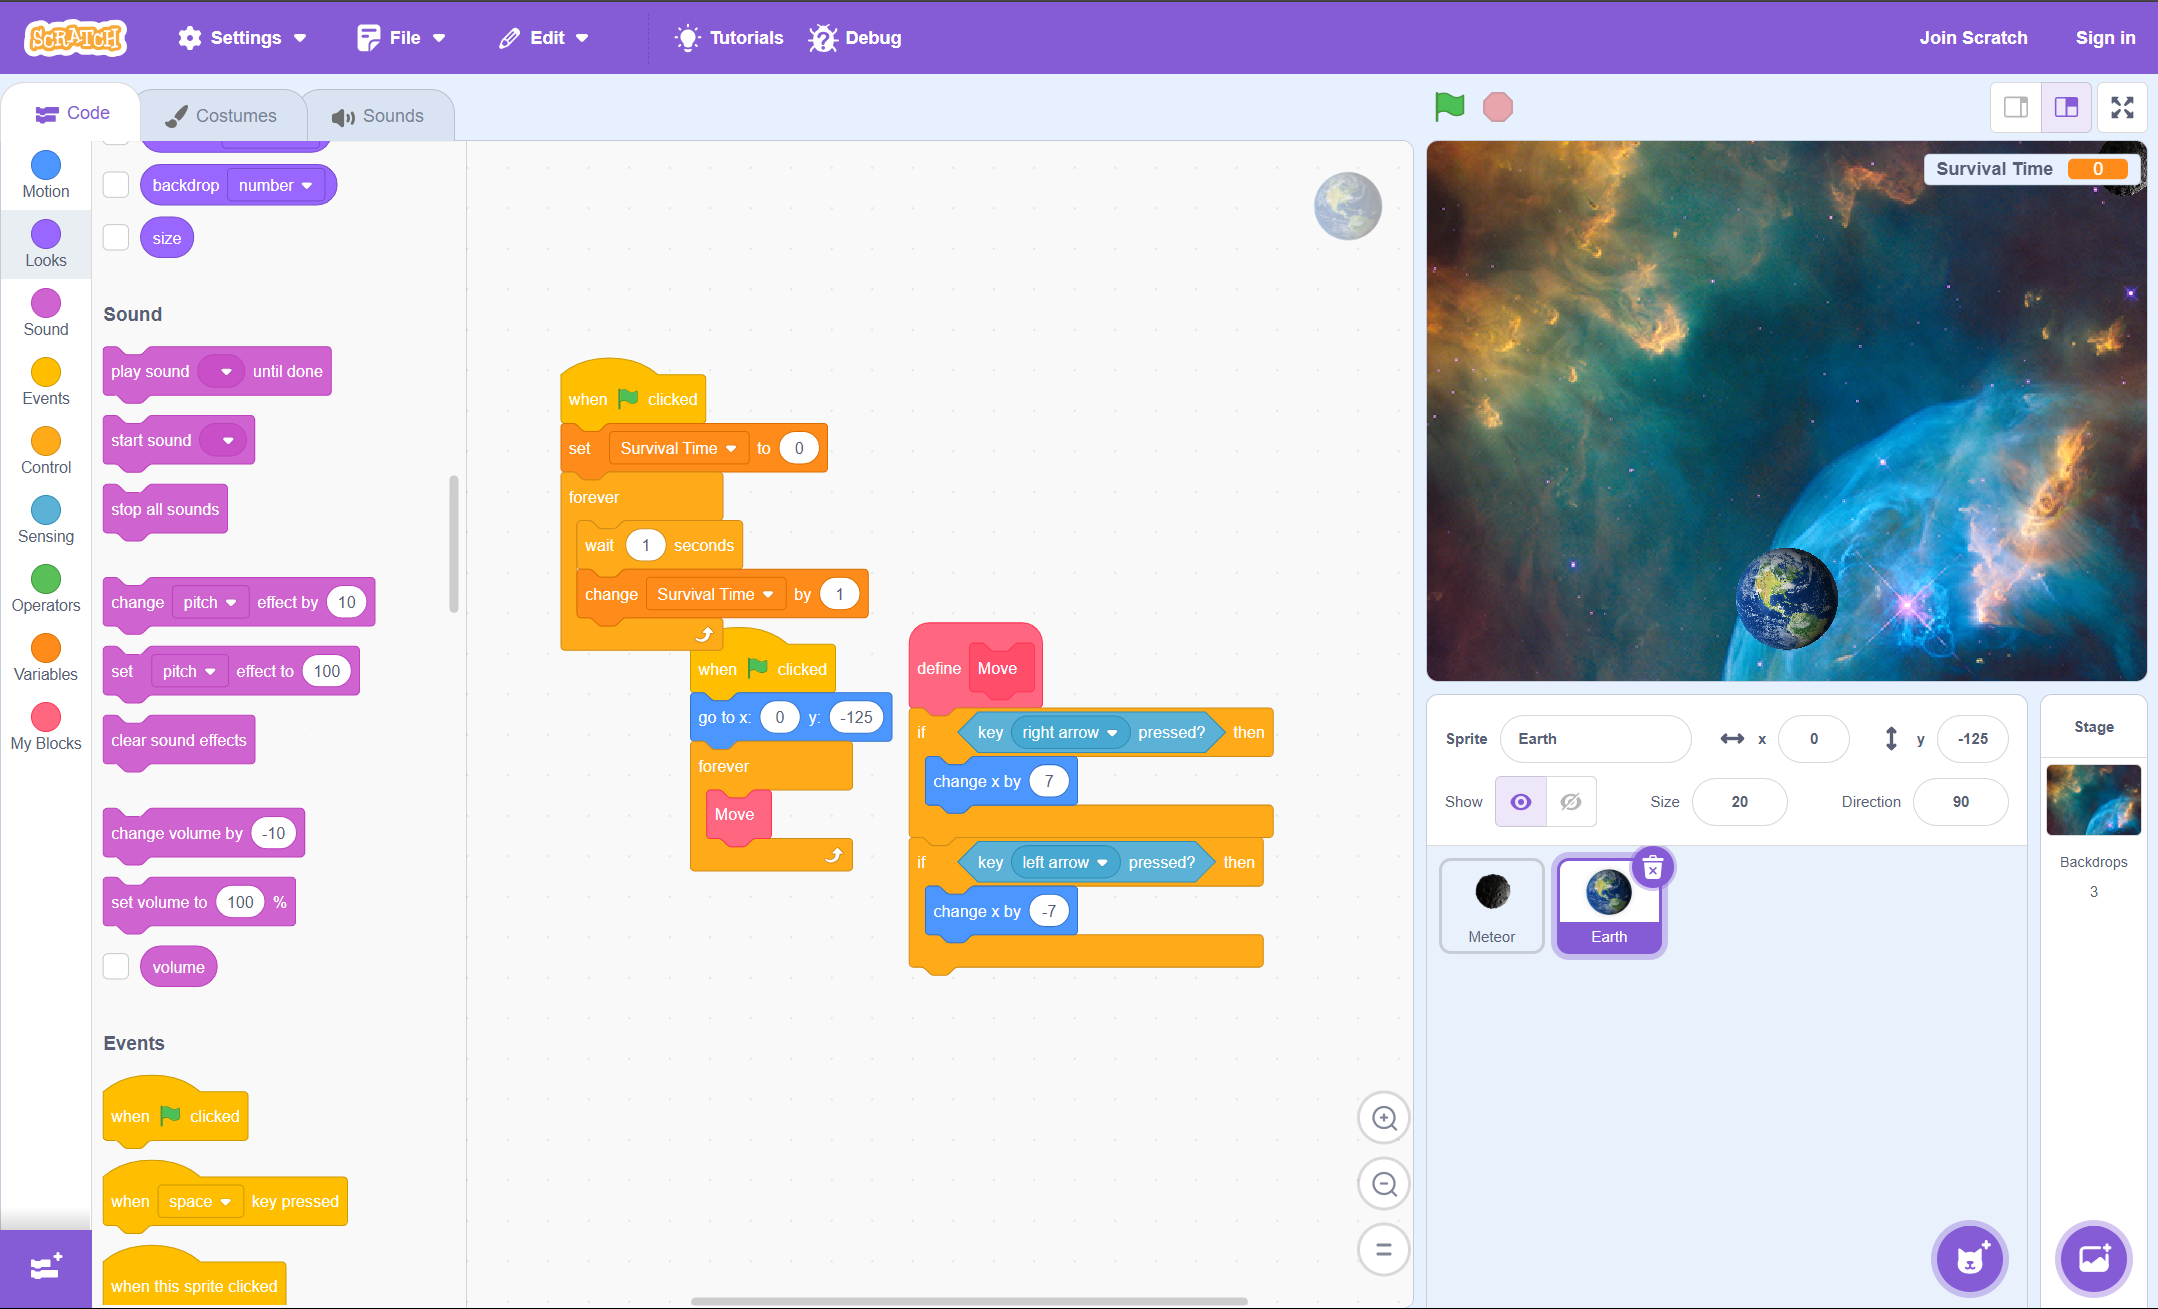 SCRATCH
Settings
File
Edit
Tutorials
Debug
Join Scratch
Sign in
Code
Costumes
Sounds
Motion
Looks
Sound
Events
Control
Sensing
Operators
Variables
My Blocks
backdrop number
size
Sound
play sound until done
start sound
stop all sounds
change pitch effect by 10
set pitch effect to 100
clear sound effects
change volume by -10
set volume to 100 %
volume
Events
when clicked
when space key pressed
when this sprite clicked
when clicked
set Survival Time to 0
forever
wait 1 seconds
change Survival Time by 1
when clicked
go to x: 0 y: -125
forever
Move
define Move
if key right arrow pressed? then
change x by 7
if key left arrow pressed? then
change x by -7
Survival Time 0
Sprite Earth x 0 y -125
Show Size 20 Direction 90
Meteor
Earth
Stage
Backdrops
3